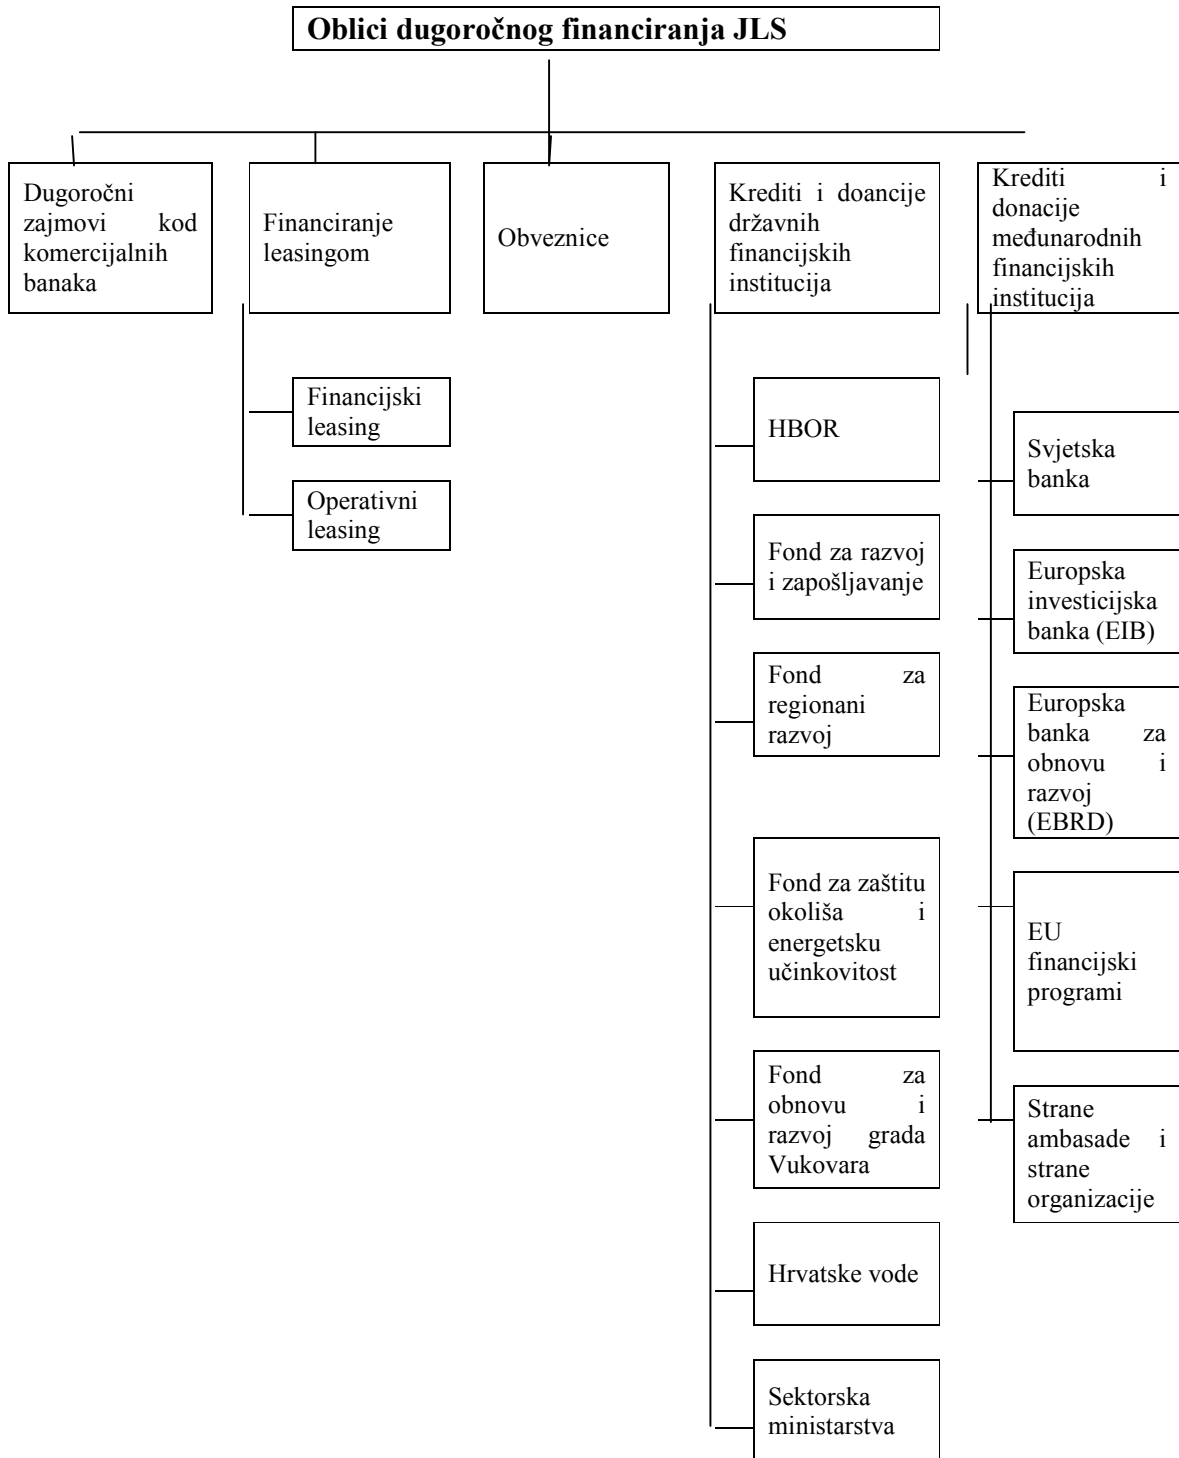 Oblici dugoročnog financiranja JLS
Dugoročni
zajmovi kod
komercijalnih
banaka
Financiranje
leasingom
Obveznice
Krediti i doancije
državnih
financijskih
institucija
Krediti i
donacije
međunarodnih
financijskih
institucija
Financijski
leasing
Operativni
leasing
HBOR
Fond za razvoj
i zapošljavanje
Fond za
regionani
razvoj
Fond za zaštitu
okoliša i
energetsku
učinkovitost
Fond za
obnovu i
razvoj grada
Vukovara
Hrvatske vode
Sektorska
ministarstva
Svjetska
banka
Europska
investicijska
banka (EIB)
Europska
banka za
obnovu i
razvoj
(EBRD)
EU
financijski
programi
Strane
ambasade i
strane
organizacije